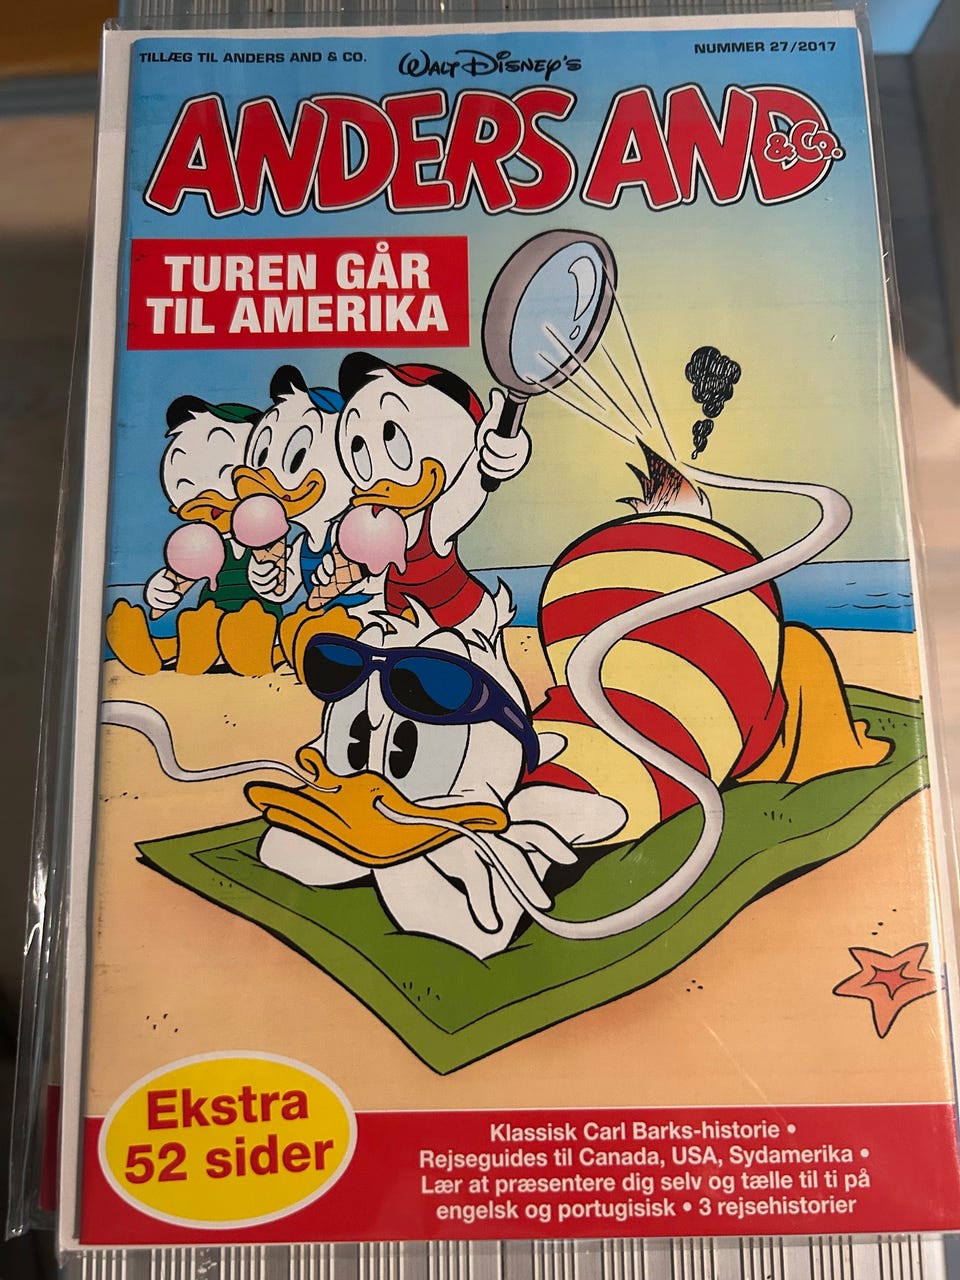 TILLÆG TIL ANDERS AND & CO.
WALT DISNEY'S
NUMMER 27/2017
ANDERS AND
& Co.
TUREN GÅR
TIL AMERIKA
Ekstra
52 sider
Klassisk Carl Barks-historie •
Rejseguides til Canada, USA, Sydamerika •
Lær at præsentere dig selv og tælle til ti på
engelsk og portugisisk • 3 rejsehistorier